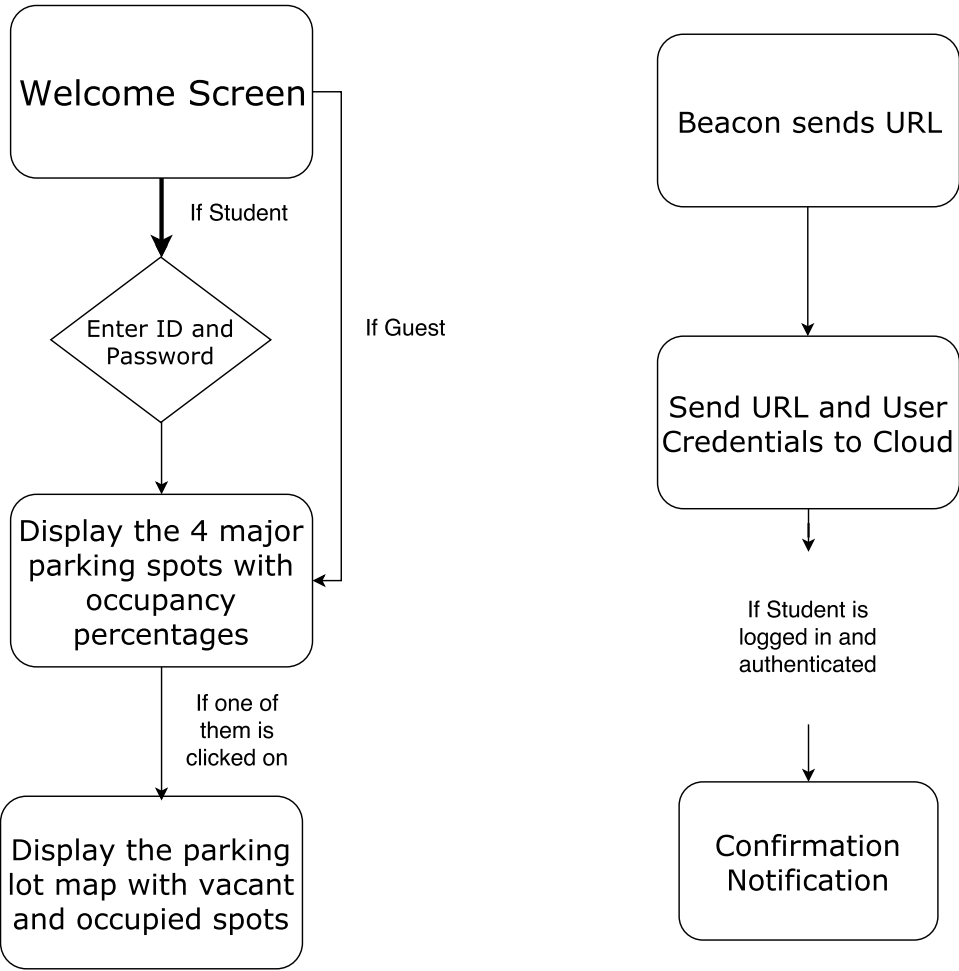 Welcome Screen
If Student
Enter ID and
Password
If Guest
Display the 4 major
parking spots with
occupancy
percentages
If one of
them is
clicked on
Display the parking
lot map with vacant
and occupied spots
Beacon sends URL
Send URL and User
Credentials to Cloud
If Student is
logged in and
authenticated
Confirmation
Notification